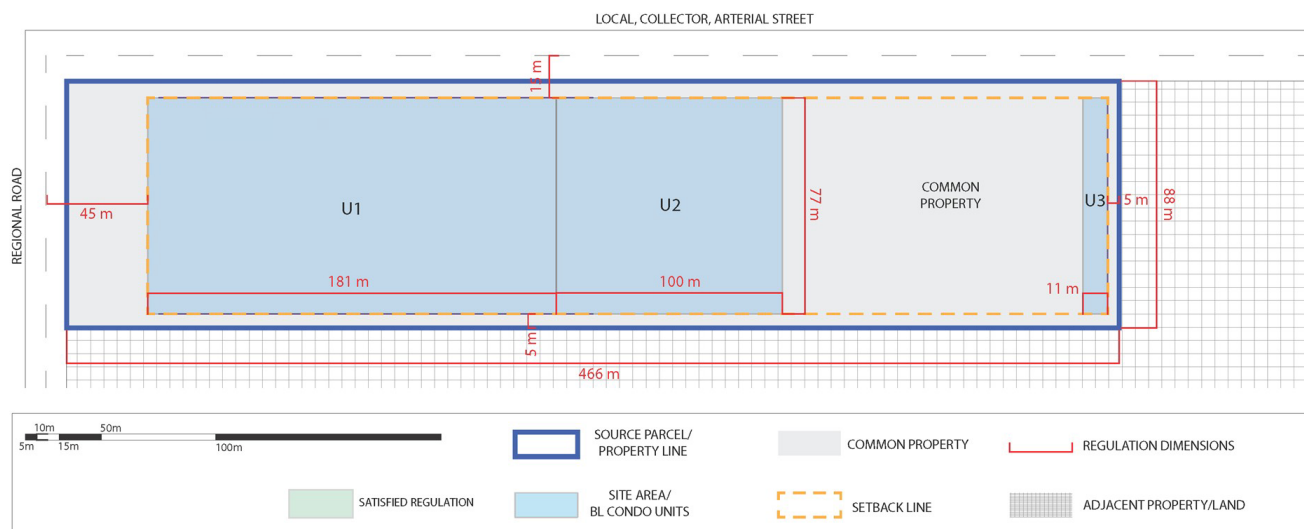 LOCAL, COLLECTOR, ARTERIAL STREET
REGIONAL ROAD
45 m
U1
U2
77 m
COMMON
PROPERTY
U3
5 m
88 m
181 m
100 m
11 m
5 m
466 m
10m
50m
5m
15m
100m
SOURCE PARCEL/
PROPERTY LINE
COMMON PROPERTY
REGULATION DIMENSIONS
SATISFIED REGULATION
SITE AREA/
BL CONDO UNITS
SETBACK LINE
ADJACENT PROPERTY/LAND